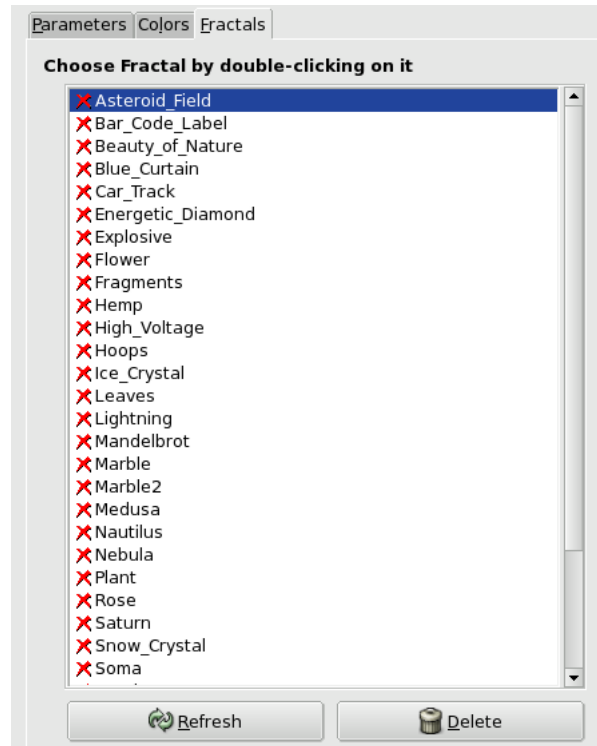 Parameters Colors Fractals
Choose Fractal by double-clicking on it
Asteroid_Field
Bar_Code_Label
Beauty_of_Nature
Blue_Curtain
Car_Track
Energetic_Diamond
Explosive
Flower
Fragments
Hemp
High_Voltage
Hoops
Ice_Crystal
Leaves
Lightning
Mandelbrot
Marble
Marble2
Medusa
Nautilus
Nebula
Plant
Rose
Saturn
Snow_Crystal
Soma
Refresh Delete